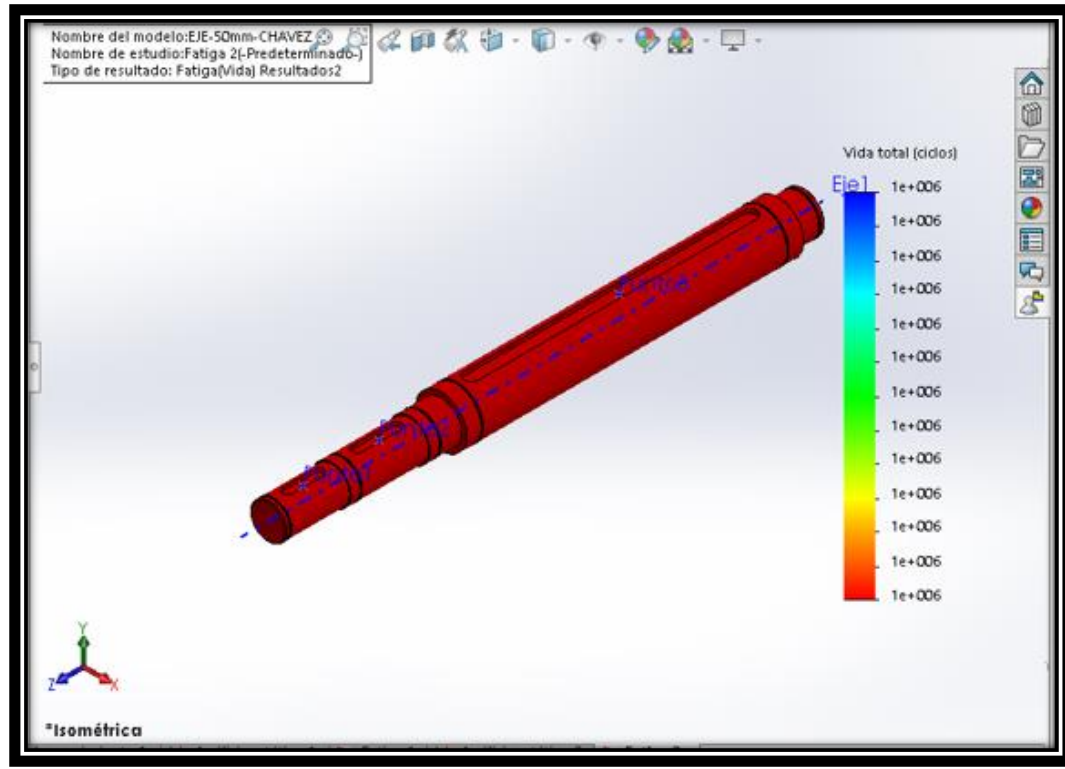 Nombre del modelo:EJE-50mm-CHAVEZ
Nombre de estudio:Fatiga 2(-Predeterminado-)
Tipo de resultado: Fatiga(Vida) Resultados2
Vida total (ciclos)
Eje1
1e+006
1e+006
1e+006
1e+006
1e+006
1e+006
1e+006
1e+006
1e+006
1e+006
1e+006
1e+006
1e+006
Y
Z
X
*Isométrica